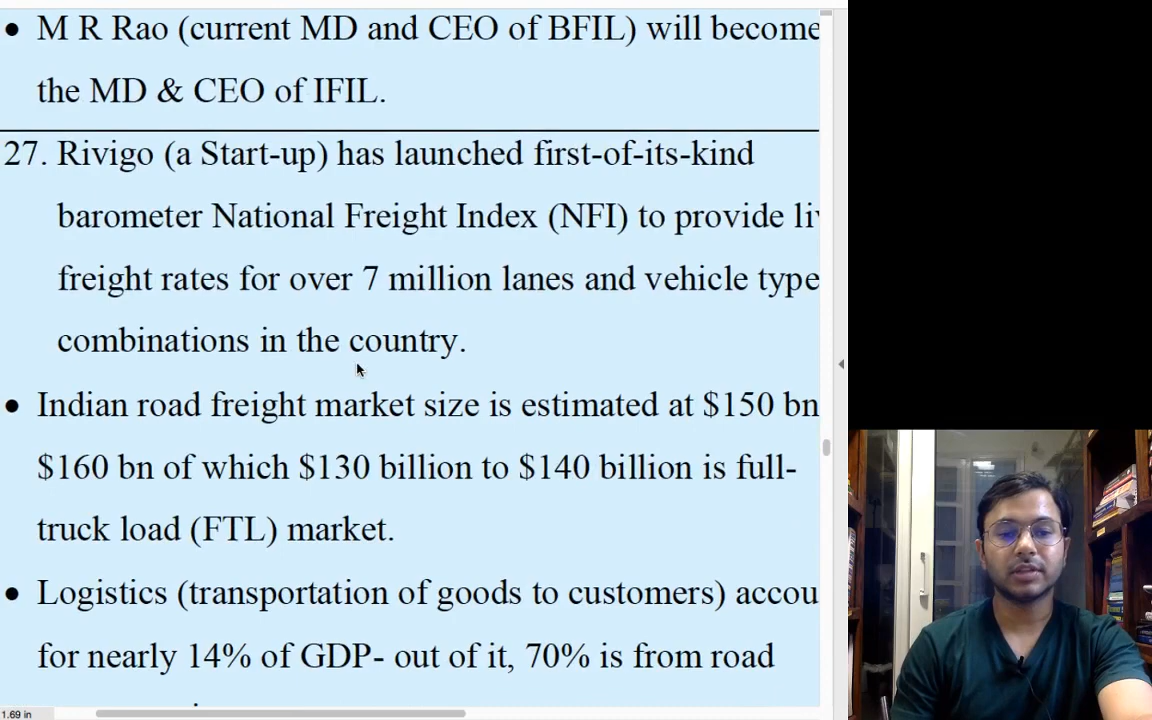 • M R Rao (current MD and CEO of BFIL) will become
the MD & CEO of IFIL.
27. Rivigo (a Start-up) has launched first-of-its-kind
barometer National Freight Index (NFI) to provide
freight rates for over 7 million lanes and vehicle type
combinations in the country.
• Indian road freight market size is estimated at $150 bn
$160 bn of which $130 billion to $140 billion is full-
truck load (FTL) market.
• Logistics (transportation of goods to customers)
for nearly 14% of GDP- out of it, 70% is from road
1.69 in